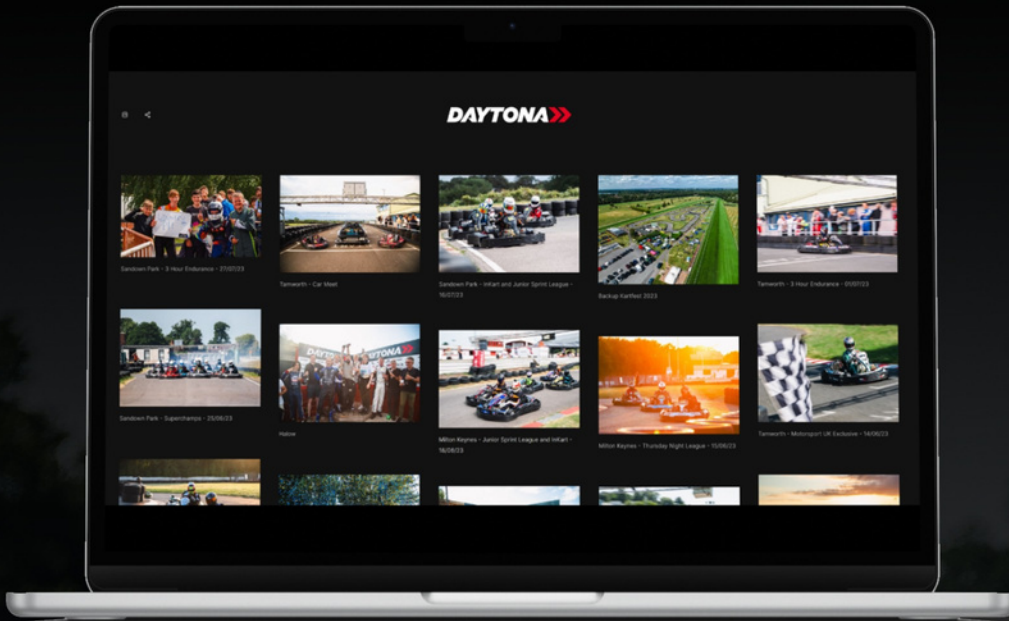 DAYTONA
Sandown Park - 3 Hour Endurance - 27/07/23
Tamworth - Car Meet
Sandown Park - InKart and Junior Sprint League -
16/07/23
Backup Kartfest 2023
Tamworth - 3 Hour Endurance - 01/07/23
Sandown Park - Superchamps - 25/06/23
DAYTONA
Milton Keynes - Junior Sprint League and InKart -
18/06/23
Milton Keynes - Thursday Night League - 15/06/23
Tamworth - Motorsport UK Exclusive - 14/06/23